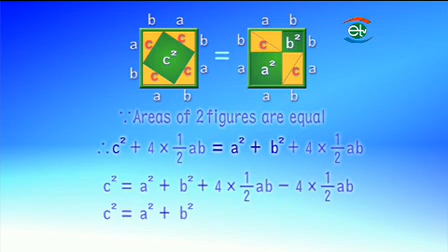 b a b a
a c c b a c b² b
c² =
b c c a b a² c a
a b a b
∵ Areas of 2 figures are equal
∴ c² + 4 × 1/2 ab = a² + b² + 4 × 1/2 ab
c² = a² + b² + 4 × 1/2 ab − 4 × 1/2 ab
c² = a² + b²